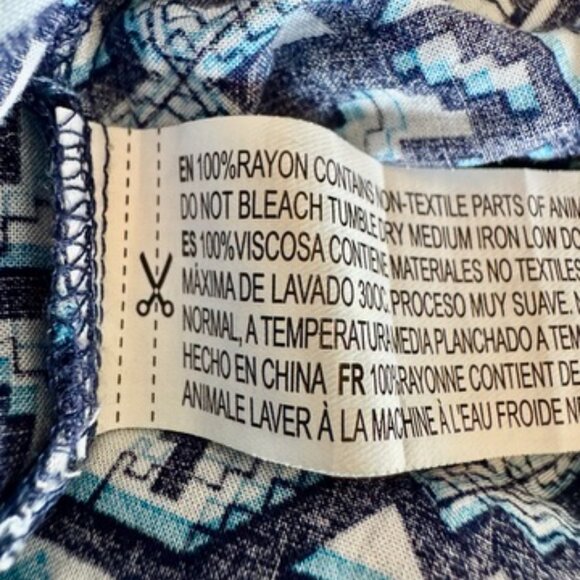 EN 100%RAYON CONTAINS NON-TEXTILE PARTS OF ANIM
DO NOT BLEACH TUMBLE DRY MEDIUM IRON LOW DO
ES 100%VISCOSA CONTIENE MATERIALES NO TEXTILES
MÁXIMA DE LAVADO 30OC. PROCESO MUY SUAVE.
NORMAL, A TEMPERATURA MEDIA PLANCHADO A TEM
HECHO EN CHINA FR 100%RAYONNE CONTIENT DE
ANIMALE LAVER À LA MACHINE À L'EAU FROIDE NE